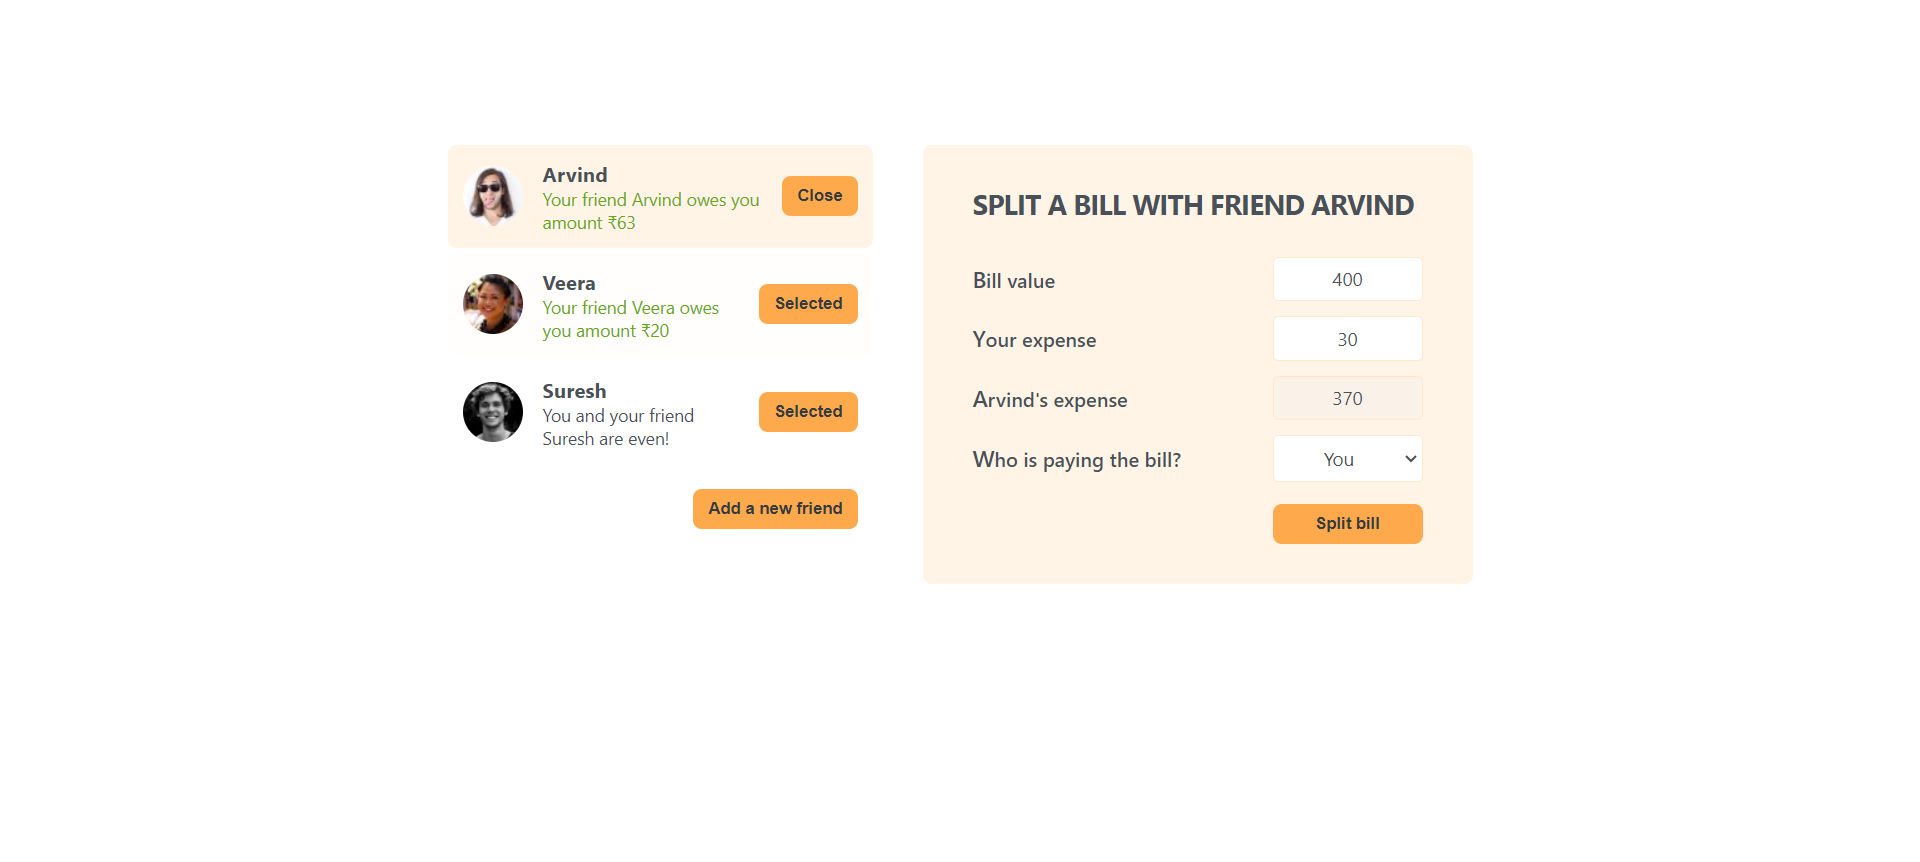 Arvind
Your friend Arvind owes you
amount ₹63
Close
Veera
Your friend Veera owes
you amount ₹20
Selected
Suresh
You and your friend
Suresh are even!
Selected
Add a new friend
SPLIT A BILL WITH FRIEND ARVIND
Bill value
400
Your expense
30
Arvind's expense
370
Who is paying the bill?
You
Split bill